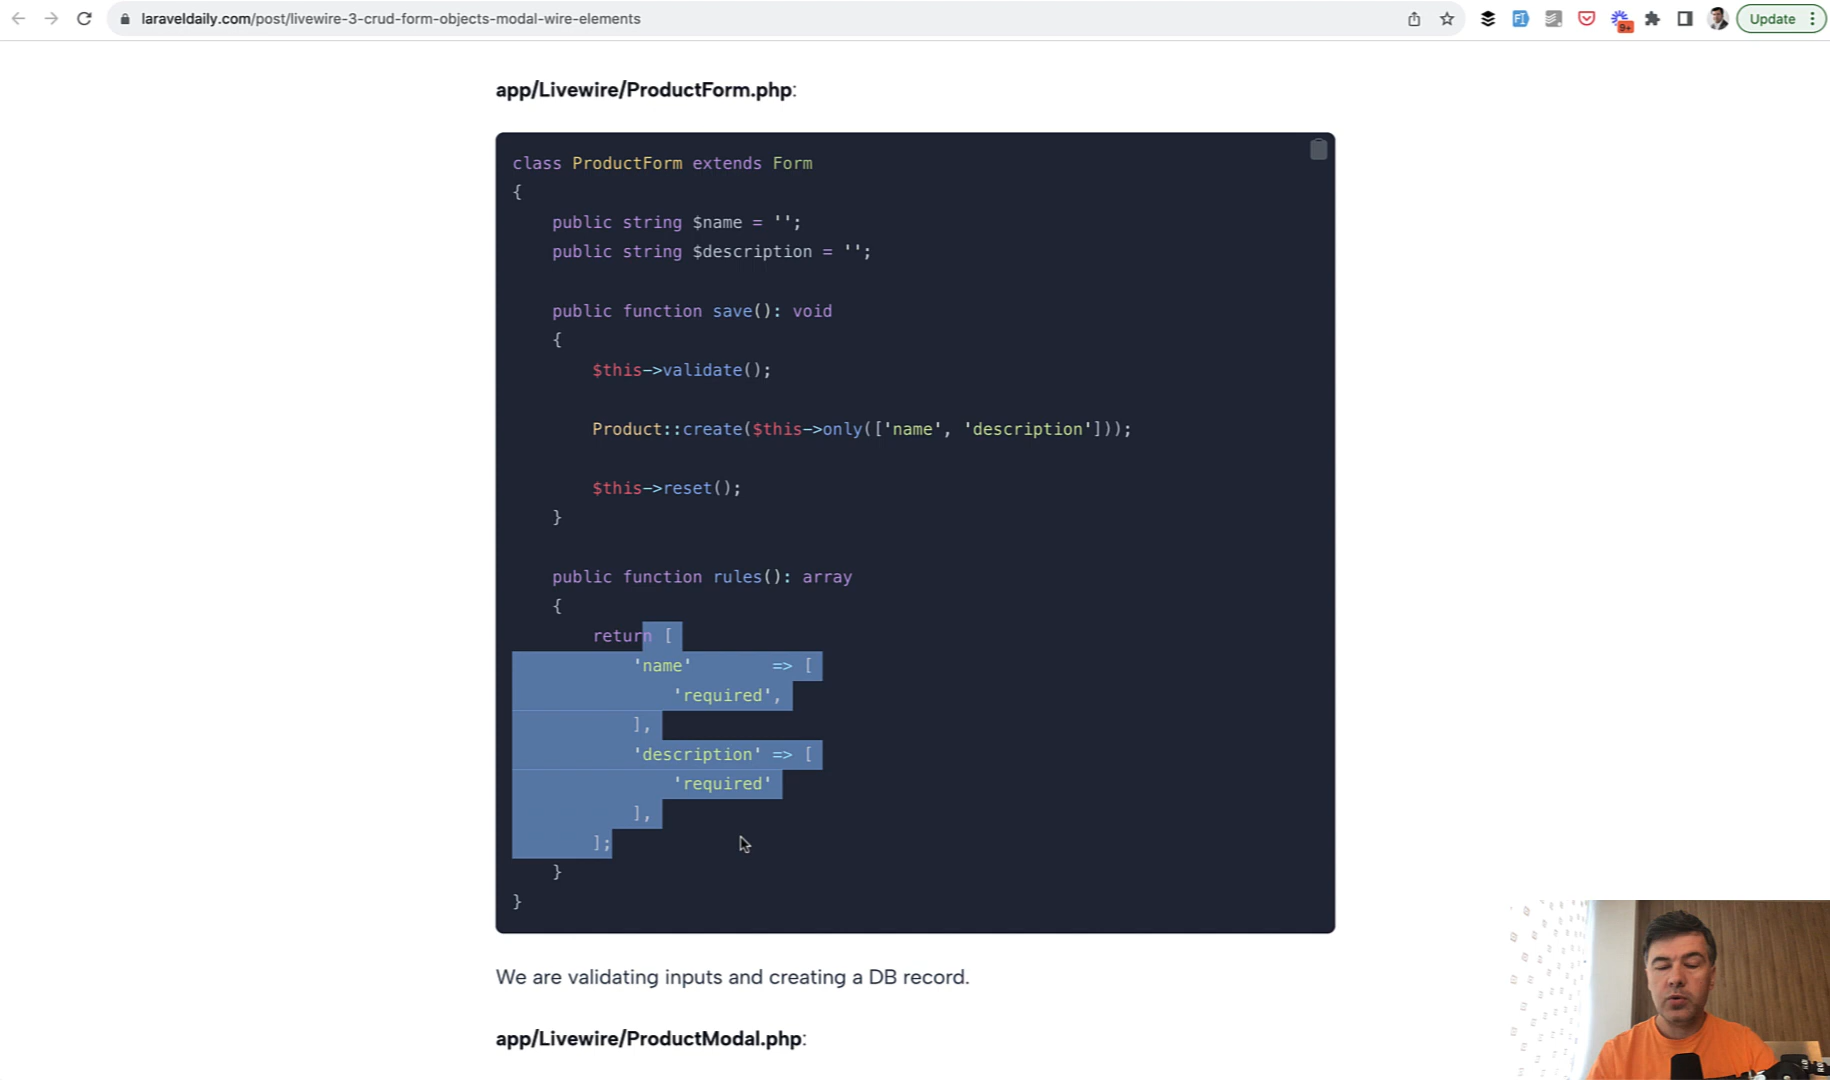 laraveldaily.com/post/livewire-3-crud-form-objects-modal-wire-elements
9+
Update
app/Livewire/ProductForm.php:
class ProductForm extends Form
{
    public string $name = '';
    public string $description = '';
    public function save(): void
    {
        $this->validate();
        Product::create($this->only(['name', 'description']));
        $this->reset();
    }
    public function rules(): array
    {
        return [
            'name'        => [
                'required',
            ],
            'description' => [
                'required'
            ],
        ];
    }
}
We are validating inputs and creating a DB record.
app/Livewire/ProductModal.php: